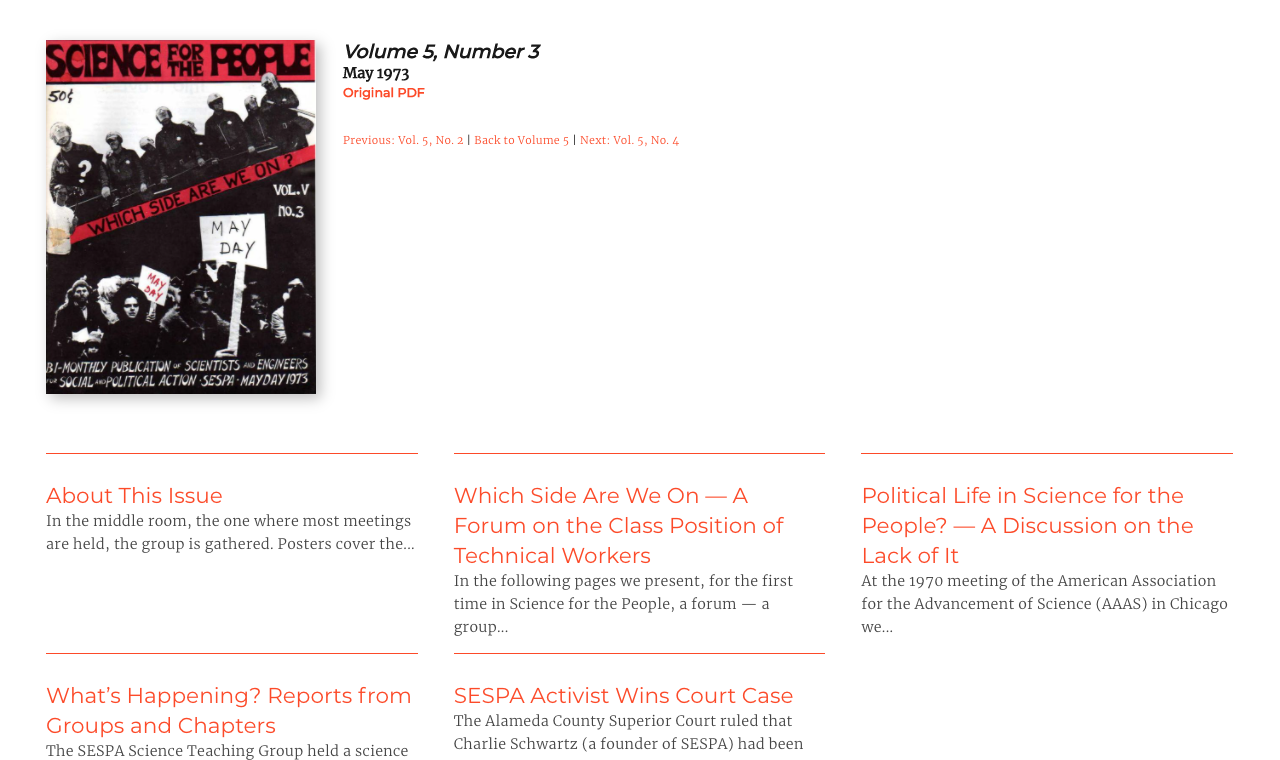 SCIENCE FOR THE PEOPLE
50¢
?
WHICH SIDE ARE WE ON?
VOL.V
NO.3
MAY
DAY
MAY
DAY
BI-MONTHLY PUBLICATION OF SCIENTISTS AND ENGINEERS
FOR SOCIAL AND POLITICAL ACTION · SESPA · MAYDAY 1973
Volume 5, Number 3
May 1973
Original PDF
Previous: Vol. 5, No. 2 | Back to Volume 5 | Next: Vol. 5, No. 4
About This Issue
In the middle room, the one where most meetings
are held, the group is gathered. Posters cover the...
Which Side Are We On — A
Forum on the Class Position of
Technical Workers
In the following pages we present, for the first
time in Science for the People, a forum — a
group...
Political Life in Science for the
People? — A Discussion on the
Lack of It
At the 1970 meeting of the American Association
for the Advancement of Science (AAAS) in Chicago
we...
What’s Happening? Reports from
Groups and Chapters
The SESPA Science Teaching Group held a science
SESPA Activist Wins Court Case
The Alameda County Superior Court ruled that
Charlie Schwartz (a founder of SESPA) had been